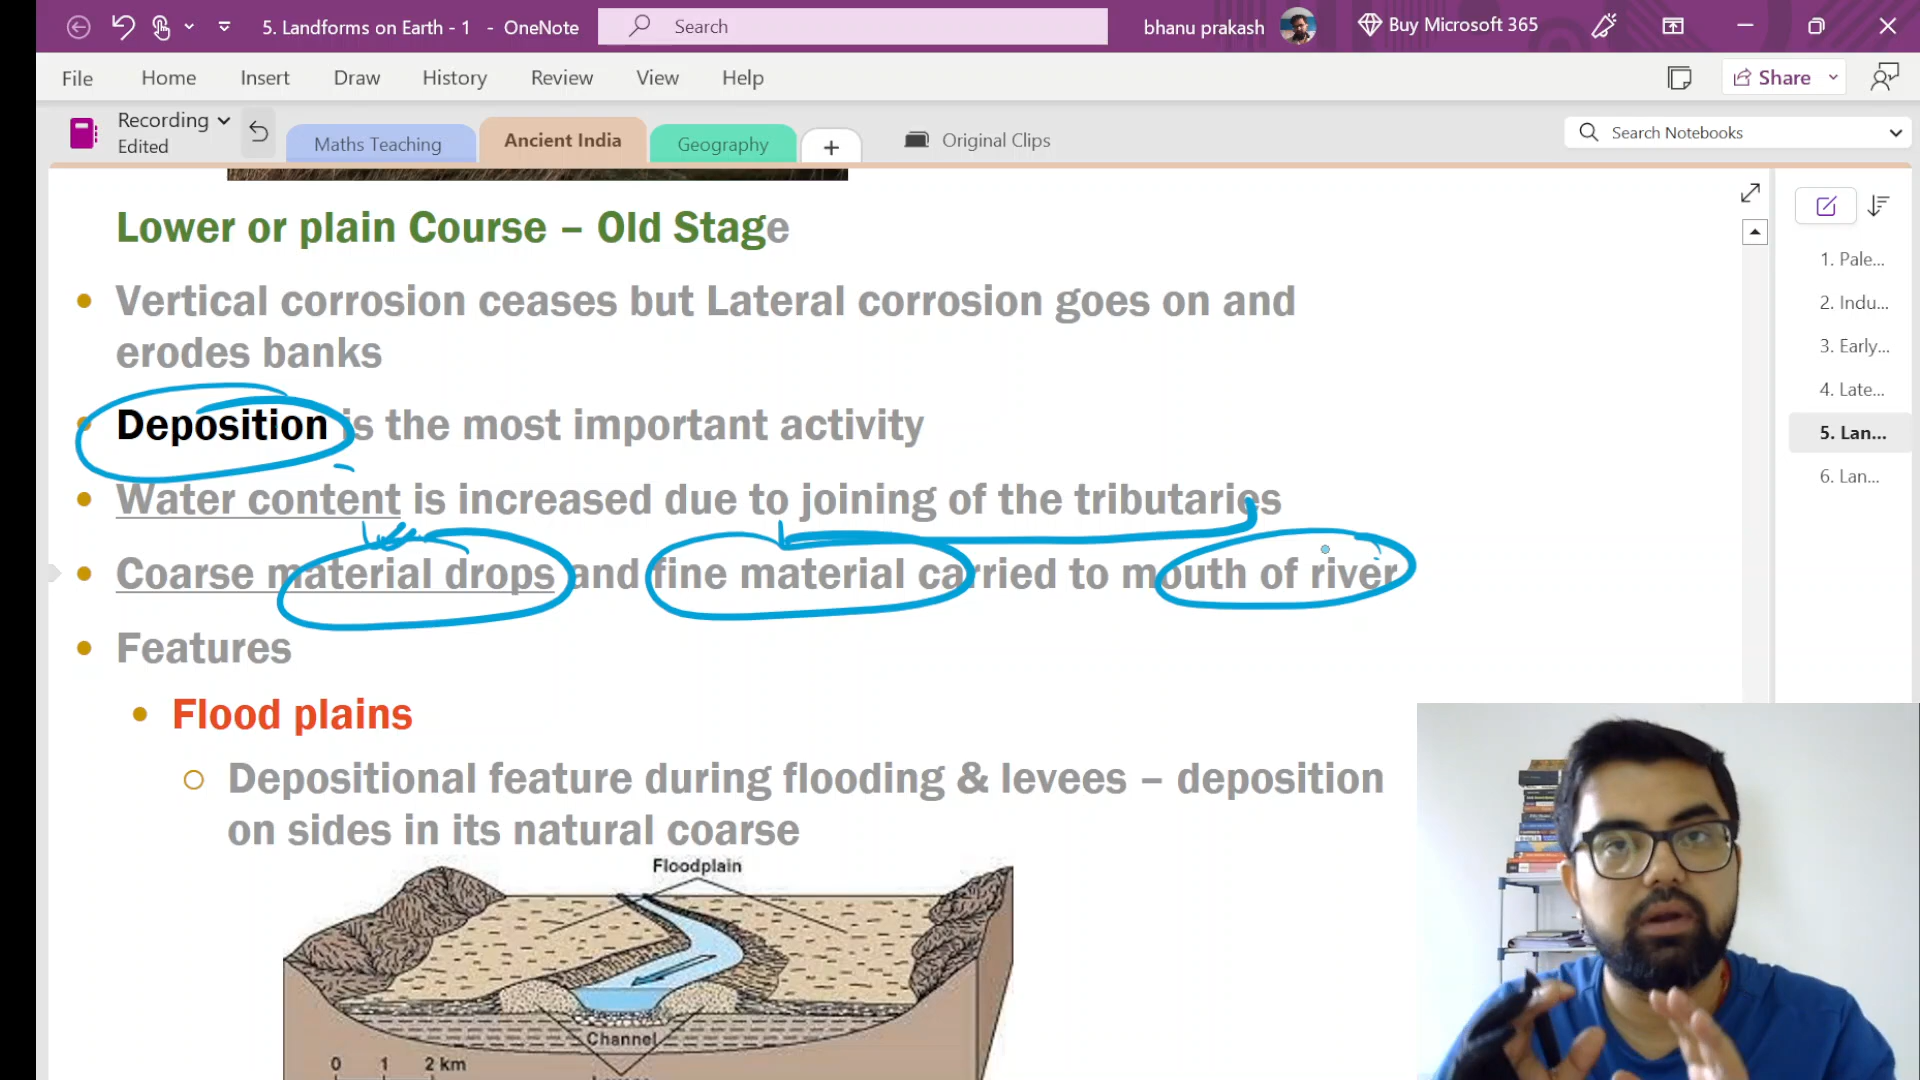 5. Landforms on Earth - 1 - OneNote
Search
bhanu prakash
Buy Microsoft 365
File Home Insert Draw History Review View Help
Share
Recording
Edited
Maths Teaching
Ancient India
Geography
+
Original Clips
Search Notebooks
Lower or plain Course – Old Stage
• Vertical corrosion ceases but Lateral corrosion goes on and
erodes banks
• Deposition is the most important activity
• Water content is increased due to joining of the tributaries
• Coarse material drops and fine material carried to mouth of river
• Features
• Flood plains
Depositional feature during flooding & levees – deposition
on sides in its natural coarse
Floodplain
Channel
0 1 2 km
1. Pale...
2. Indu...
3. Early...
4. Late...
5. Lan...
6. Lan...